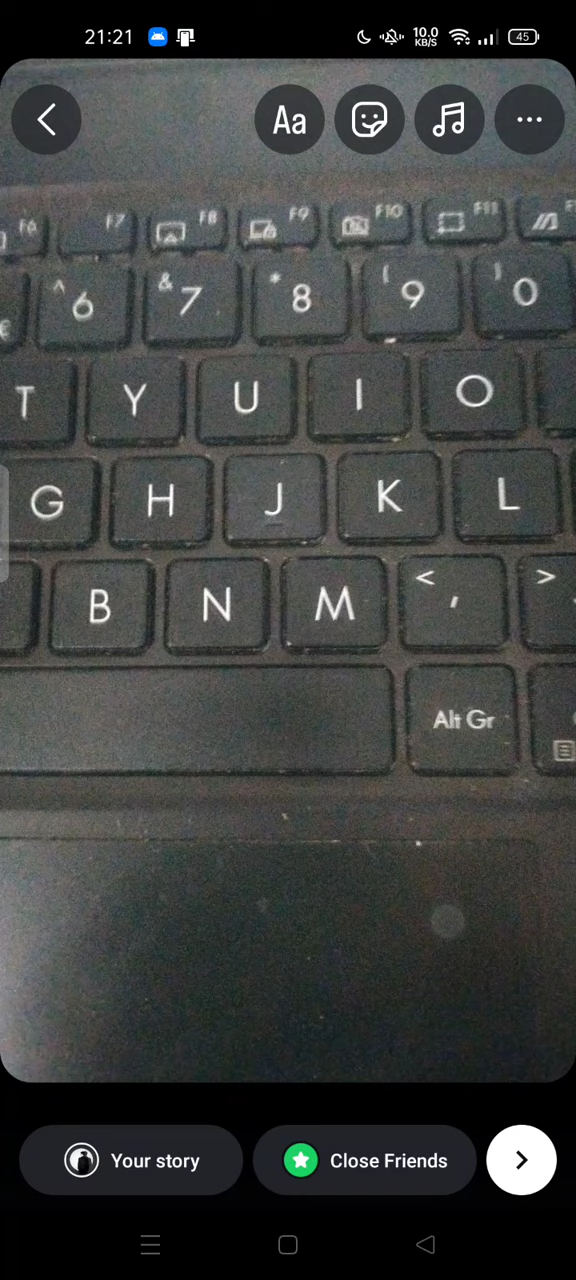 21:21
10.0
KB/S
45
Aa
F6 F7 F8 F9 F10 F11
^ 6 & 7 * 8 ( 9 ) 0
€
T Y U I O
G H J K L
B N M < , >
Alt Gr
Your story
Close Friends